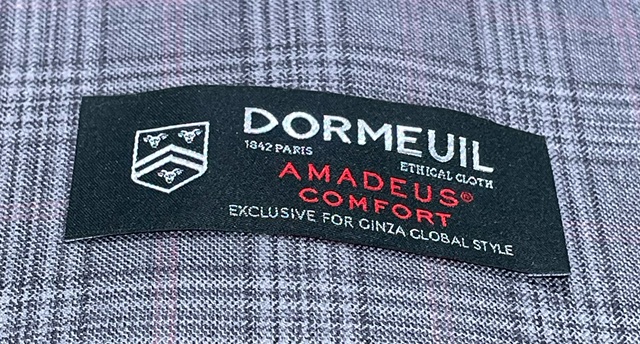 DORMEUIL
1842 PARIS
ETHICAL CLOTH
AMADEUS®
COMFORT
EXCLUSIVE FOR GINZA GLOBAL STYLE